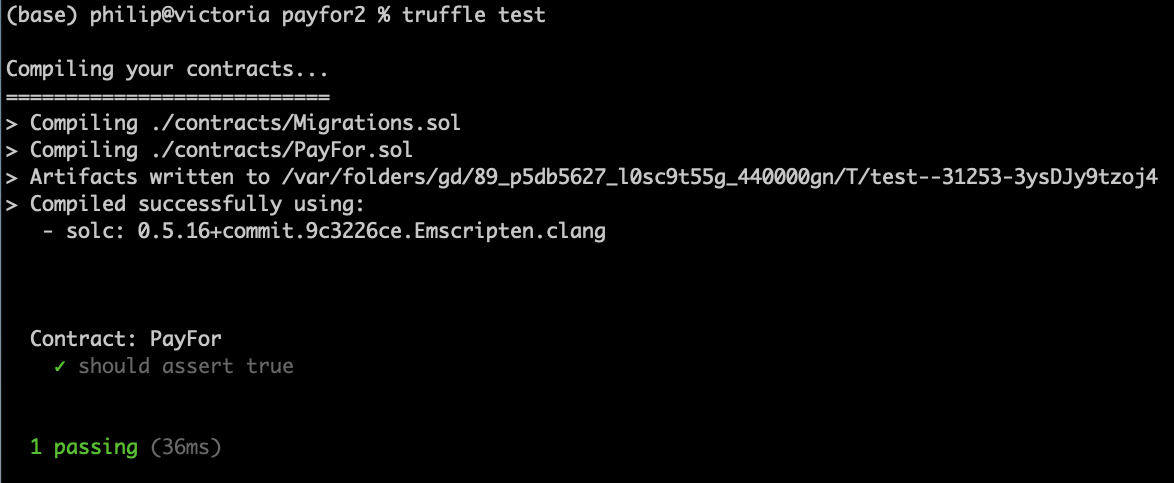 (base) philip@victoria payfor2 % truffle test
Compiling your contracts...
===========================
> Compiling ./contracts/Migrations.sol
> Compiling ./contracts/PayFor.sol
> Artifacts written to /var/folders/gd/89_p5db5627_l0sc9t55g_440000gn/T/test--31253-3ysDJy9tzoj4
> Compiled successfully using:
- solc: 0.5.16+commit.9c3226ce.Emscripten.clang
Contract: PayFor
✓ should assert true
1 passing (36ms)